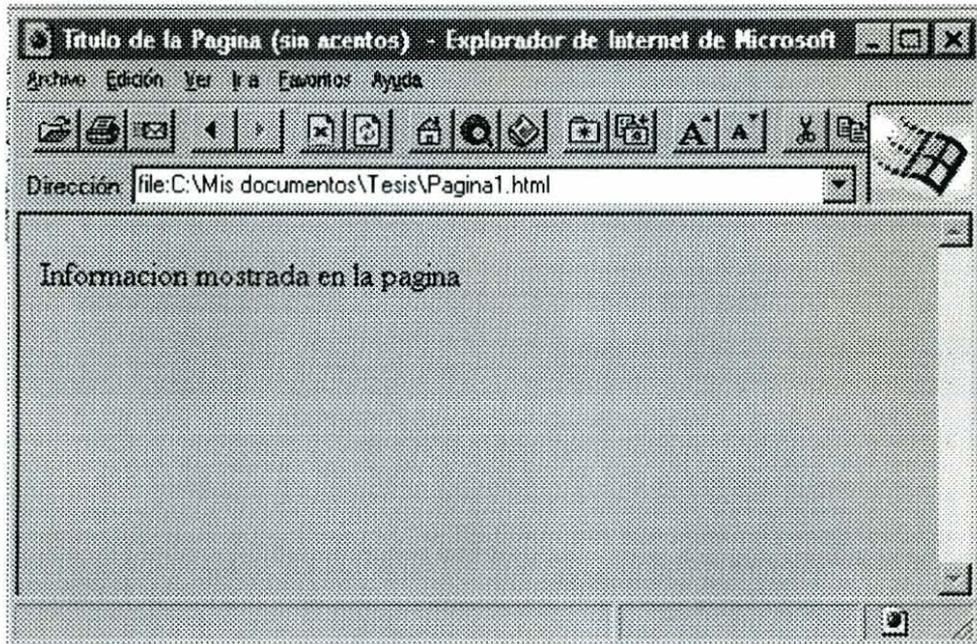 Titulo de la Pagina (sin acentos) - Explorador de Internet de Microsoft
Archivo Edición Ver Ir a Favoritos Ayuda
A A
Dirección: file:C:\Mis documentos\Tesis\Pagina1.html
Informacion mostrada en la pagina